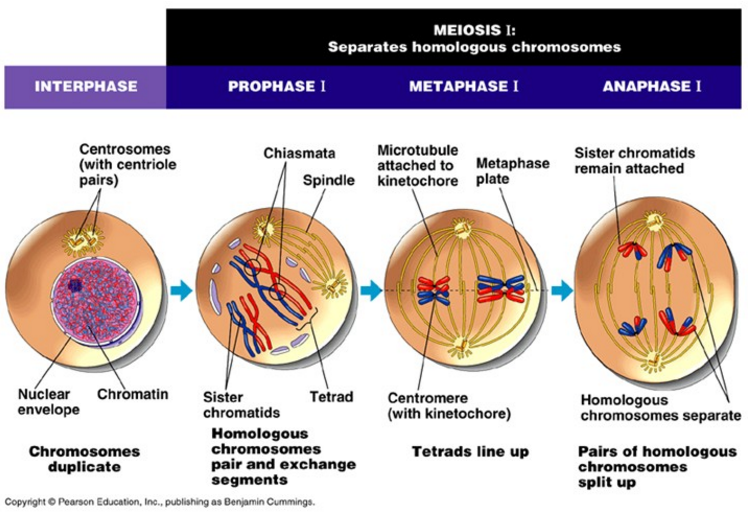 MEIOSIS I:
Separates homologous chromosomes
INTERPHASE
PROPHASE I
METAPHASE I
ANAPHASE I
Centrosomes
(with centriole
pairs)
Chiasmata
Spindle
Microtubule
attached to
kinetochore
Metaphase
plate
Sister chromatids
remain attached
Nuclear
envelope
Chromatin
Sister
chromatids
Tetrad
Centromere
(with kinetochore)
Homologous
chromosomes separate
Chromosomes
duplicate
Homologous
chromosomes
pair and exchange
segments
Tetrads line up
Pairs of homologous
chromosomes
split up
Copyright © Pearson Education, Inc., publishing as Benjamin Cummings.